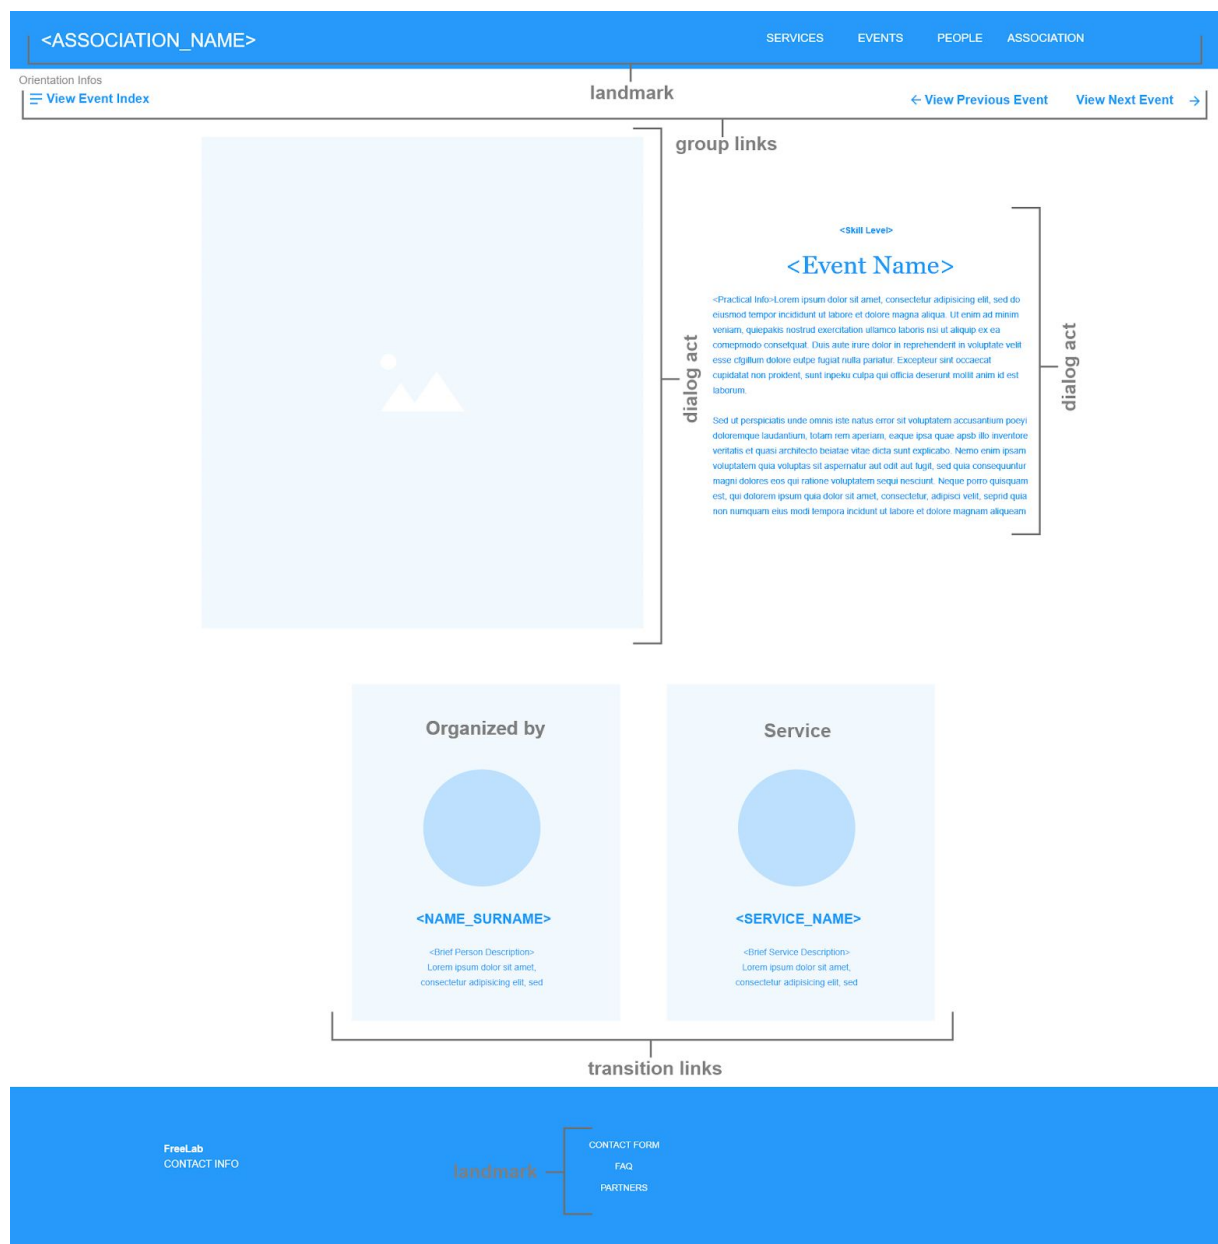 <ASSOCIATION_NAME>
SERVICES EVENTS PEOPLE ASSOCIATION
Orientation Infos
View Event Index
landmark
← View Previous Event View Next Event →
group links
<Skill Level>
<Event Name>
<Practical Info>Lorem ipsum dolor sit amet, consectetur adipisicing elit, sed do
eiusmod tempor incididunt ut labore et dolore magna aliqua. Ut enim ad minim
veniam, quiepakis nostrud exercitation ullamco laboris nsi ut aliquip ex ea
comepmodo consetquat. Duis aute irure dolor in reprehenderit in voluptate velit
esse cfgillum dolore eutpe fugiat nulla pariatur. Excepteur sint occaecat
cupidatat non proident, sunt inpeku culpa qui officia deserunt mollit anim id est
laborum.
Sed ut perspiciatis unde omnis iste natus error sit voluptatem accusantium poeyi
doloremque laudantium, totam rem aperiam, eaque ipsa quae apsb illo inventore
veritatis et quasi architecto beiatae vitae dicta sunt explicabo. Nemo enim ipsam
voluptatem quia voluptas sit aspernatur aut odit aut fugit, sed quia consequuntur
magni dolores eos qui ratione voluptatem sequi nesciunt. Neque porro quisquam
est, qui dolorem ipsum quia dolor sit amet, consectetur, adipisci velit, seprid quia
non numquam eius modi tempora incidunt ut labore et dolore magnam aliqueam
dialog act
dialog act
Organized by
<NAME_SURNAME>
<Brief Person Description>
Lorem ipsum dolor sit amet,
consectetur adipisicing elit, sed
Service
<SERVICE_NAME>
<Brief Service Description>
Lorem ipsum dolor sit amet,
consectetur adipisicing elit, sed
transition links
FreeLab
CONTACT INFO
landmark
CONTACT FORM
FAQ
PARTNERS